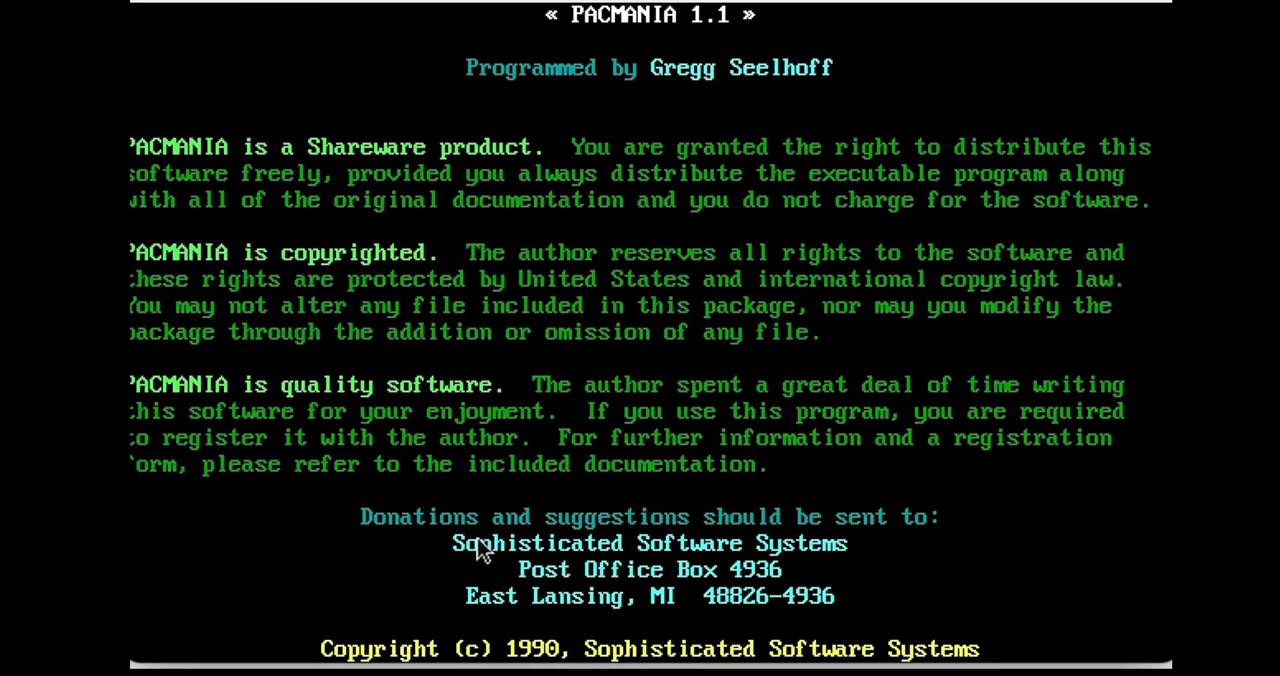 « PACMANIA 1.1 »
Programmed by Gregg Seelhoff
PACMANIA is a Shareware product. You are granted the right to distribute this
software freely, provided you always distribute the executable program along
with all of the original documentation and you do not charge for the software.
PACMANIA is copyrighted. The author reserves all rights to the software and
these rights are protected by United States and international copyright law.
You may not alter any file included in this package, nor may you modify the
package through the addition or omission of any file.
PACMANIA is quality software. The author spent a great deal of time writing
this software for your enjoyment. If you use this program, you are required
to register it with the author. For further information and a registration
form, please refer to the included documentation.
Donations and suggestions should be sent to:
Sophisticated Software Systems
Post Office Box 4936
East Lansing, MI 48826-4936
Copyright (c) 1990, Sophisticated Software Systems